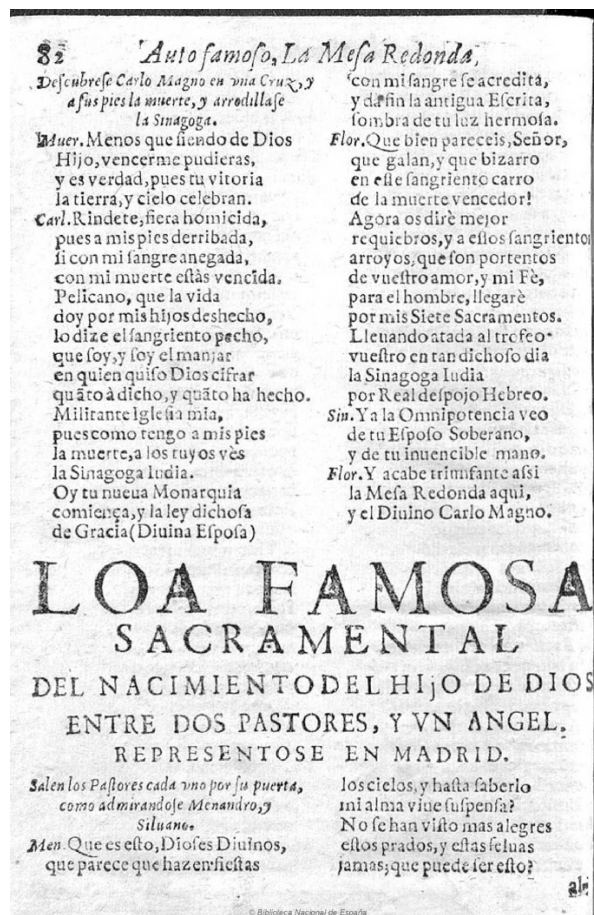 82 Auto famoso, La Mesa Redonda,
Descubrese Carlo Magno en vna Cruz, y
a sus pies la muerte, y arrodillase
la Sinagoga.
Muer. Menos que siendo de Dios
Hijo, vencerme pudieras,
y es verdad, pues tu vitoria
la tierra, y cielo celebran.
Carl. Rindete, fiera homicida,
pues a mis pies derribada,
si con mi sangre anegada,
con mi muerte estàs vencida.
Pelicano, que la vida
doy por mis hijos deshecho,
lo dize el sangriento pecho,
que soy, y soy el manjar
en quien quiso Dios cifrar
quãto à dicho, y quãto ha hecho.
Militante Iglesia mia,
pues como tengo a mis pies
la muerte, a los tuyos vès
la Sinagoga Iudia.
Oy tu nueua Monarquia
comiença, y la ley dichosa
de Gracia (Diuina Esposa)
con mi sangre se acredita,
y da fin la antigua Escrita,
sombra de tu luz hermosa.
Flor. Que bien pareceis, Señor,
que galan, y que bizarro
en este sangriento carro
de la muerte vencedor!
Agora os dirè mejor
requiebros, y a estos sangriento
arroyos, que son portentos
de vuestro amor, y mi Fè,
para el hombre, llegarè
por mis Siete Sacramentos.
Lleuando atada al trofeo
vuestro en tan dichoso dia
la Sinagoga Iudia
por Real despojo Hebreo.
Sin. Ya la Omnipotencia veo
de tu Esposo Soberano,
y de tu inuencible mano.
Flor. Y acabe triunfante assi
la Mesa Redonda aqui,
y el Diuino Carlo Magno.
LOA FAMOSA
SACRAMENTAL
DEL NACIMIENTO DEL HIjO DE DIOS
ENTRE DOS PASTORES, Y VN ANGEL.
REPRESENTOSE EN MADRID.
Salen los Pastores cada vno por su puerta,
como admirandose Menandro, y
Siluano.
Men. Que es esto, Dioses Diuinos,
que parece que hazen fiestas
los cielos, y hasta saberlo
mi alma viue suspensa?
No se han visto mas alegres
estos prados, y estas seluas
jamas; que puede ser esto?
© Biblioteca Nacional de España